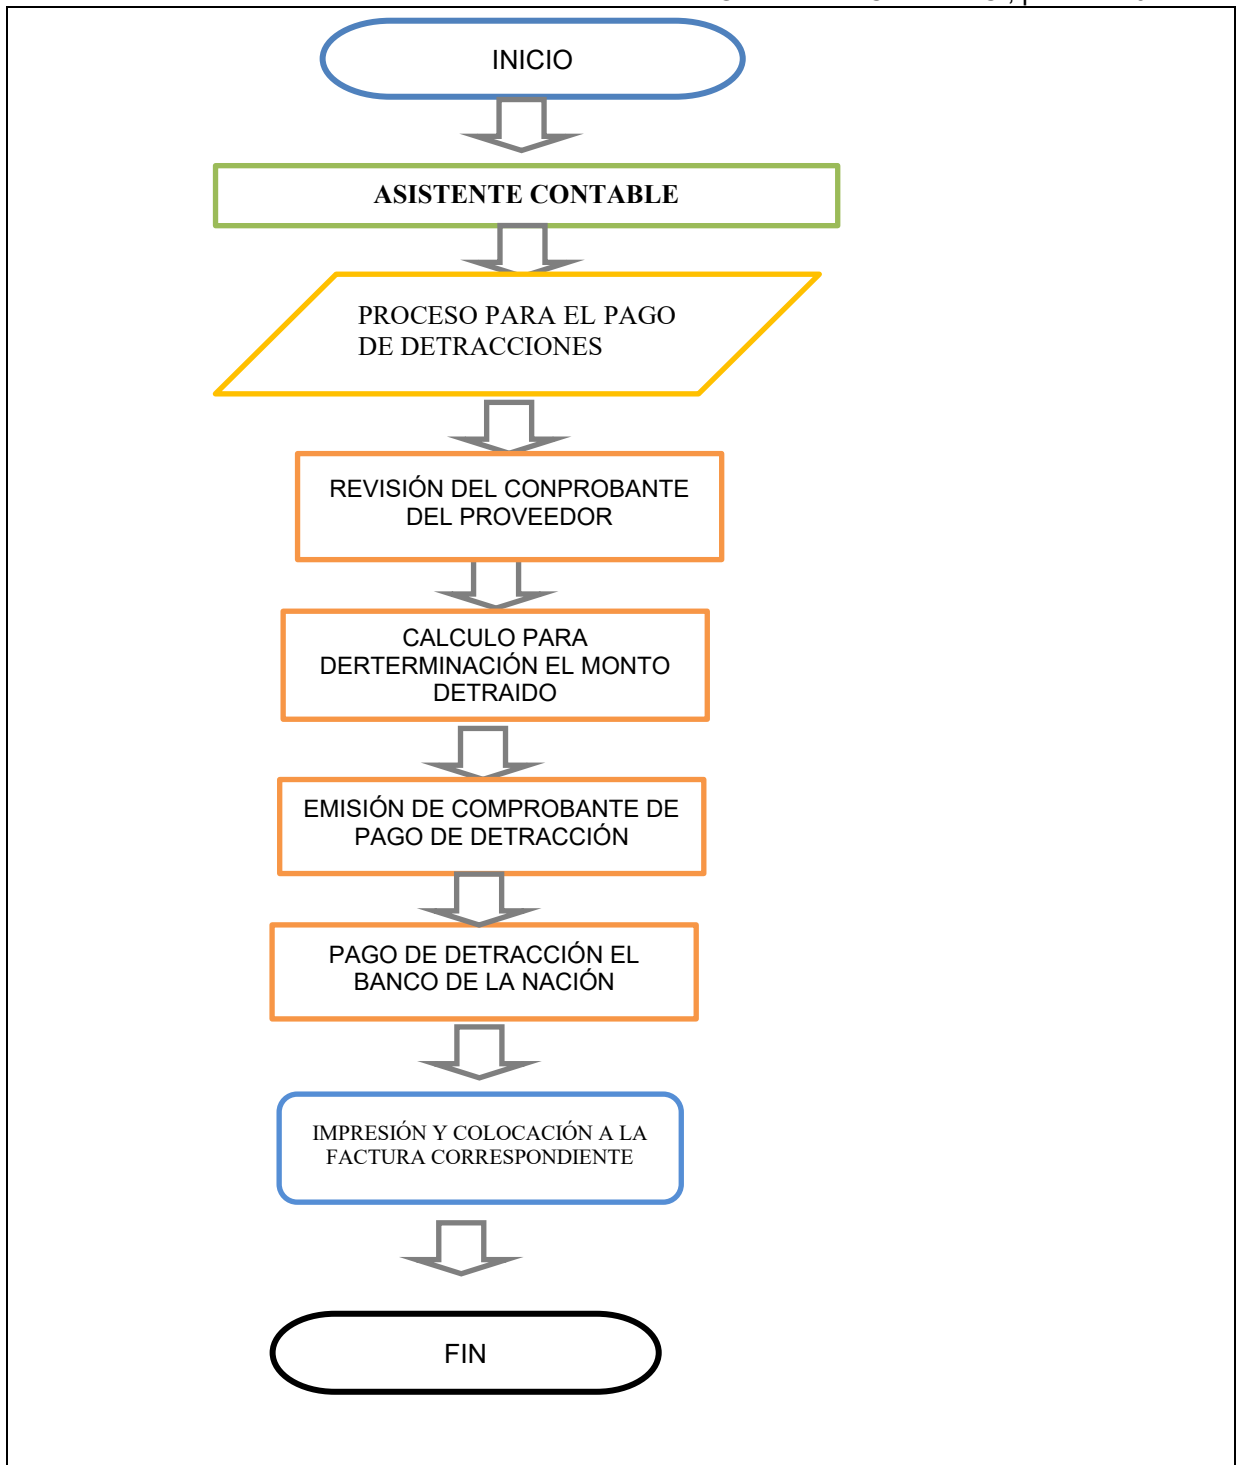 INICIO
ASISTENTE CONTABLE
PROCESO PARA EL PAGO
DE DETRACCIONES
REVISIÓN DEL CONPROBANTE
DEL PROVEEDOR
CALCULO PARA
DERTERMINACIÓN EL MONTO
DETRAIDO
EMISIÓN DE COMPROBANTE DE
PAGO DE DETRACCIÓN
PAGO DE DETRACCIÓN EL
BANCO DE LA NACIÓN
IMPRESIÓN Y COLOCACIÓN A LA
FACTURA CORRESPONDIENTE
FIN